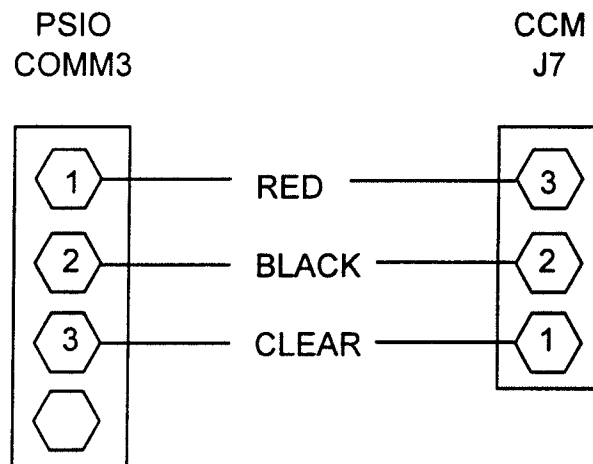 PSIO
COMM3
CCM
J7
1 RED 3
2 BLACK 2
3 CLEAR 1